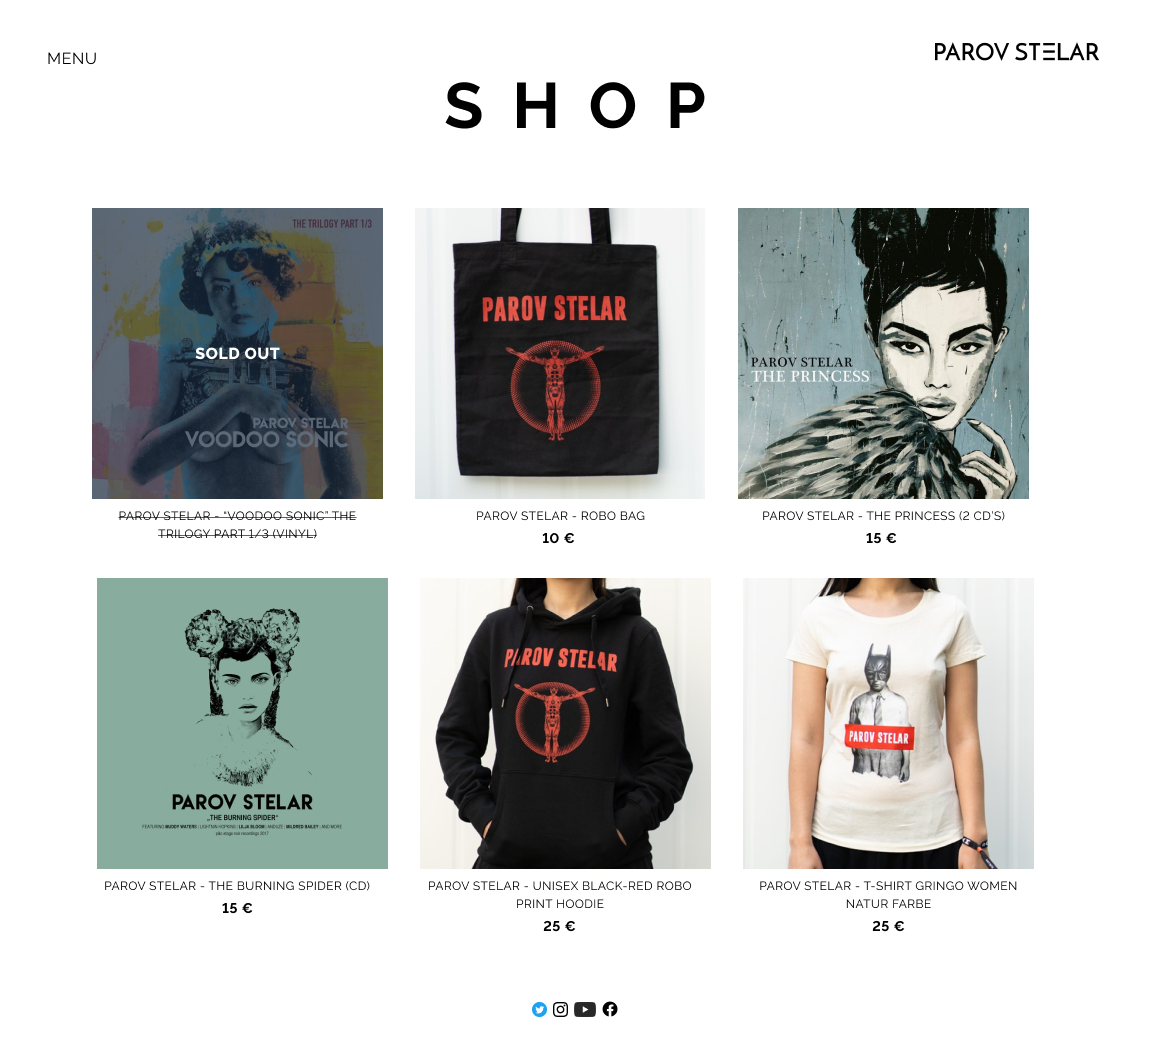 MENU
PAROV STΞLAR
SHOP
THE TRILOGY PART 1/3
SOLD OUT
PAROV STELAR
VOODOO SONIC
PAROV STELAR
PAROV STELAR
THE PRINCESS
PAROV STELAR - “VOODOO SONIC” THE
TRILOGY PART 1/3 (VINYL)
PAROV STELAR - ROBO BAG
10 €
PAROV STELAR - THE PRINCESS (2 CD'S)
15 €
PAROV STELAR
„THE BURNING SPIDER“
FEATURING MUDDY WATERS | LIGHTNIN HOPKINS | LILJA BLOOM | ANDUZE | MILDRED BAILEY | AND MORE
PAROV STELAR
PAROV STELAR
PAROV STELAR - THE BURNING SPIDER (CD)
15 €
PAROV STELAR - UNISEX BLACK-RED ROBO
PRINT HOODIE
25 €
PAROV STELAR - T-SHIRT GRINGO WOMEN
NATUR FARBE
25 €